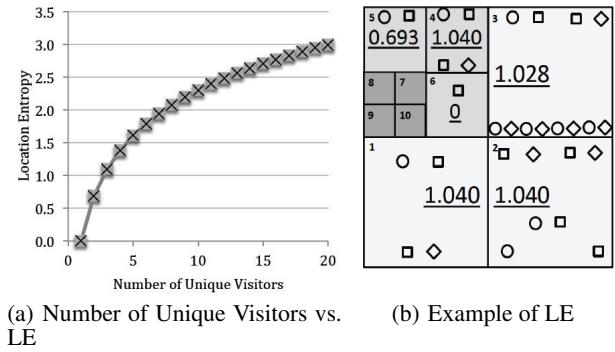 3.5
3.0
2.5
2.0
1.5
1.0
0.5
0.0
Location Entropy
0 5 10 15 20
Number of Unique Visitors
(a) Number of Unique Visitors vs.
LE
5 4 3
0.693 1.040
1.028
8 7 6
0
9 10
1 2
1.040 1.040
(b) Example of LE